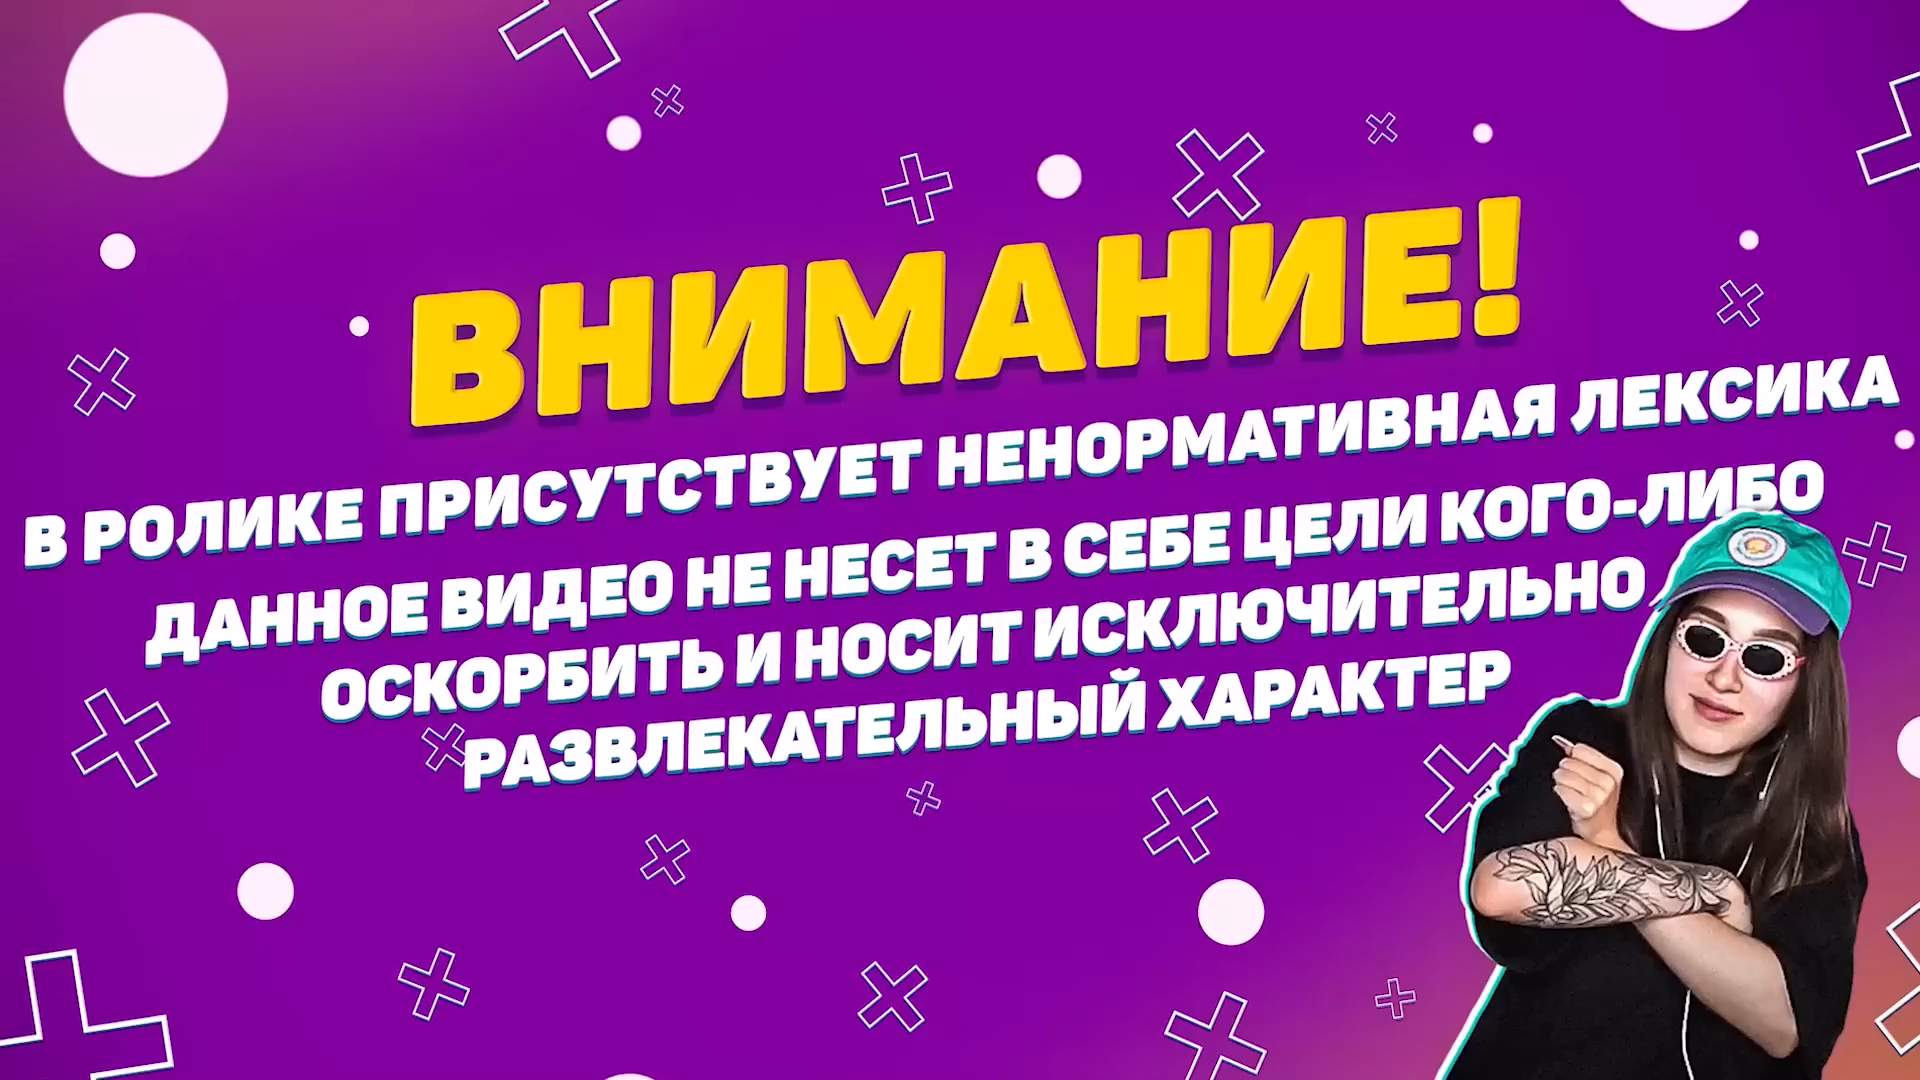 ВНИМАНИЕ!
В РОЛИКЕ ПРИСУТСТВУЕТ НЕНОРМАТИВНАЯ ЛЕКСИКА
ДАННОЕ ВИДЕО НЕ НЕСЕТ В СЕБЕ ЦЕЛИ КОГО-ЛИБО
ОСКОРБИТЬ И НОСИТ ИСКЛЮЧИТЕЛЬНО
РАЗВЛЕКАТЕЛЬНЫЙ ХАРАКТЕР